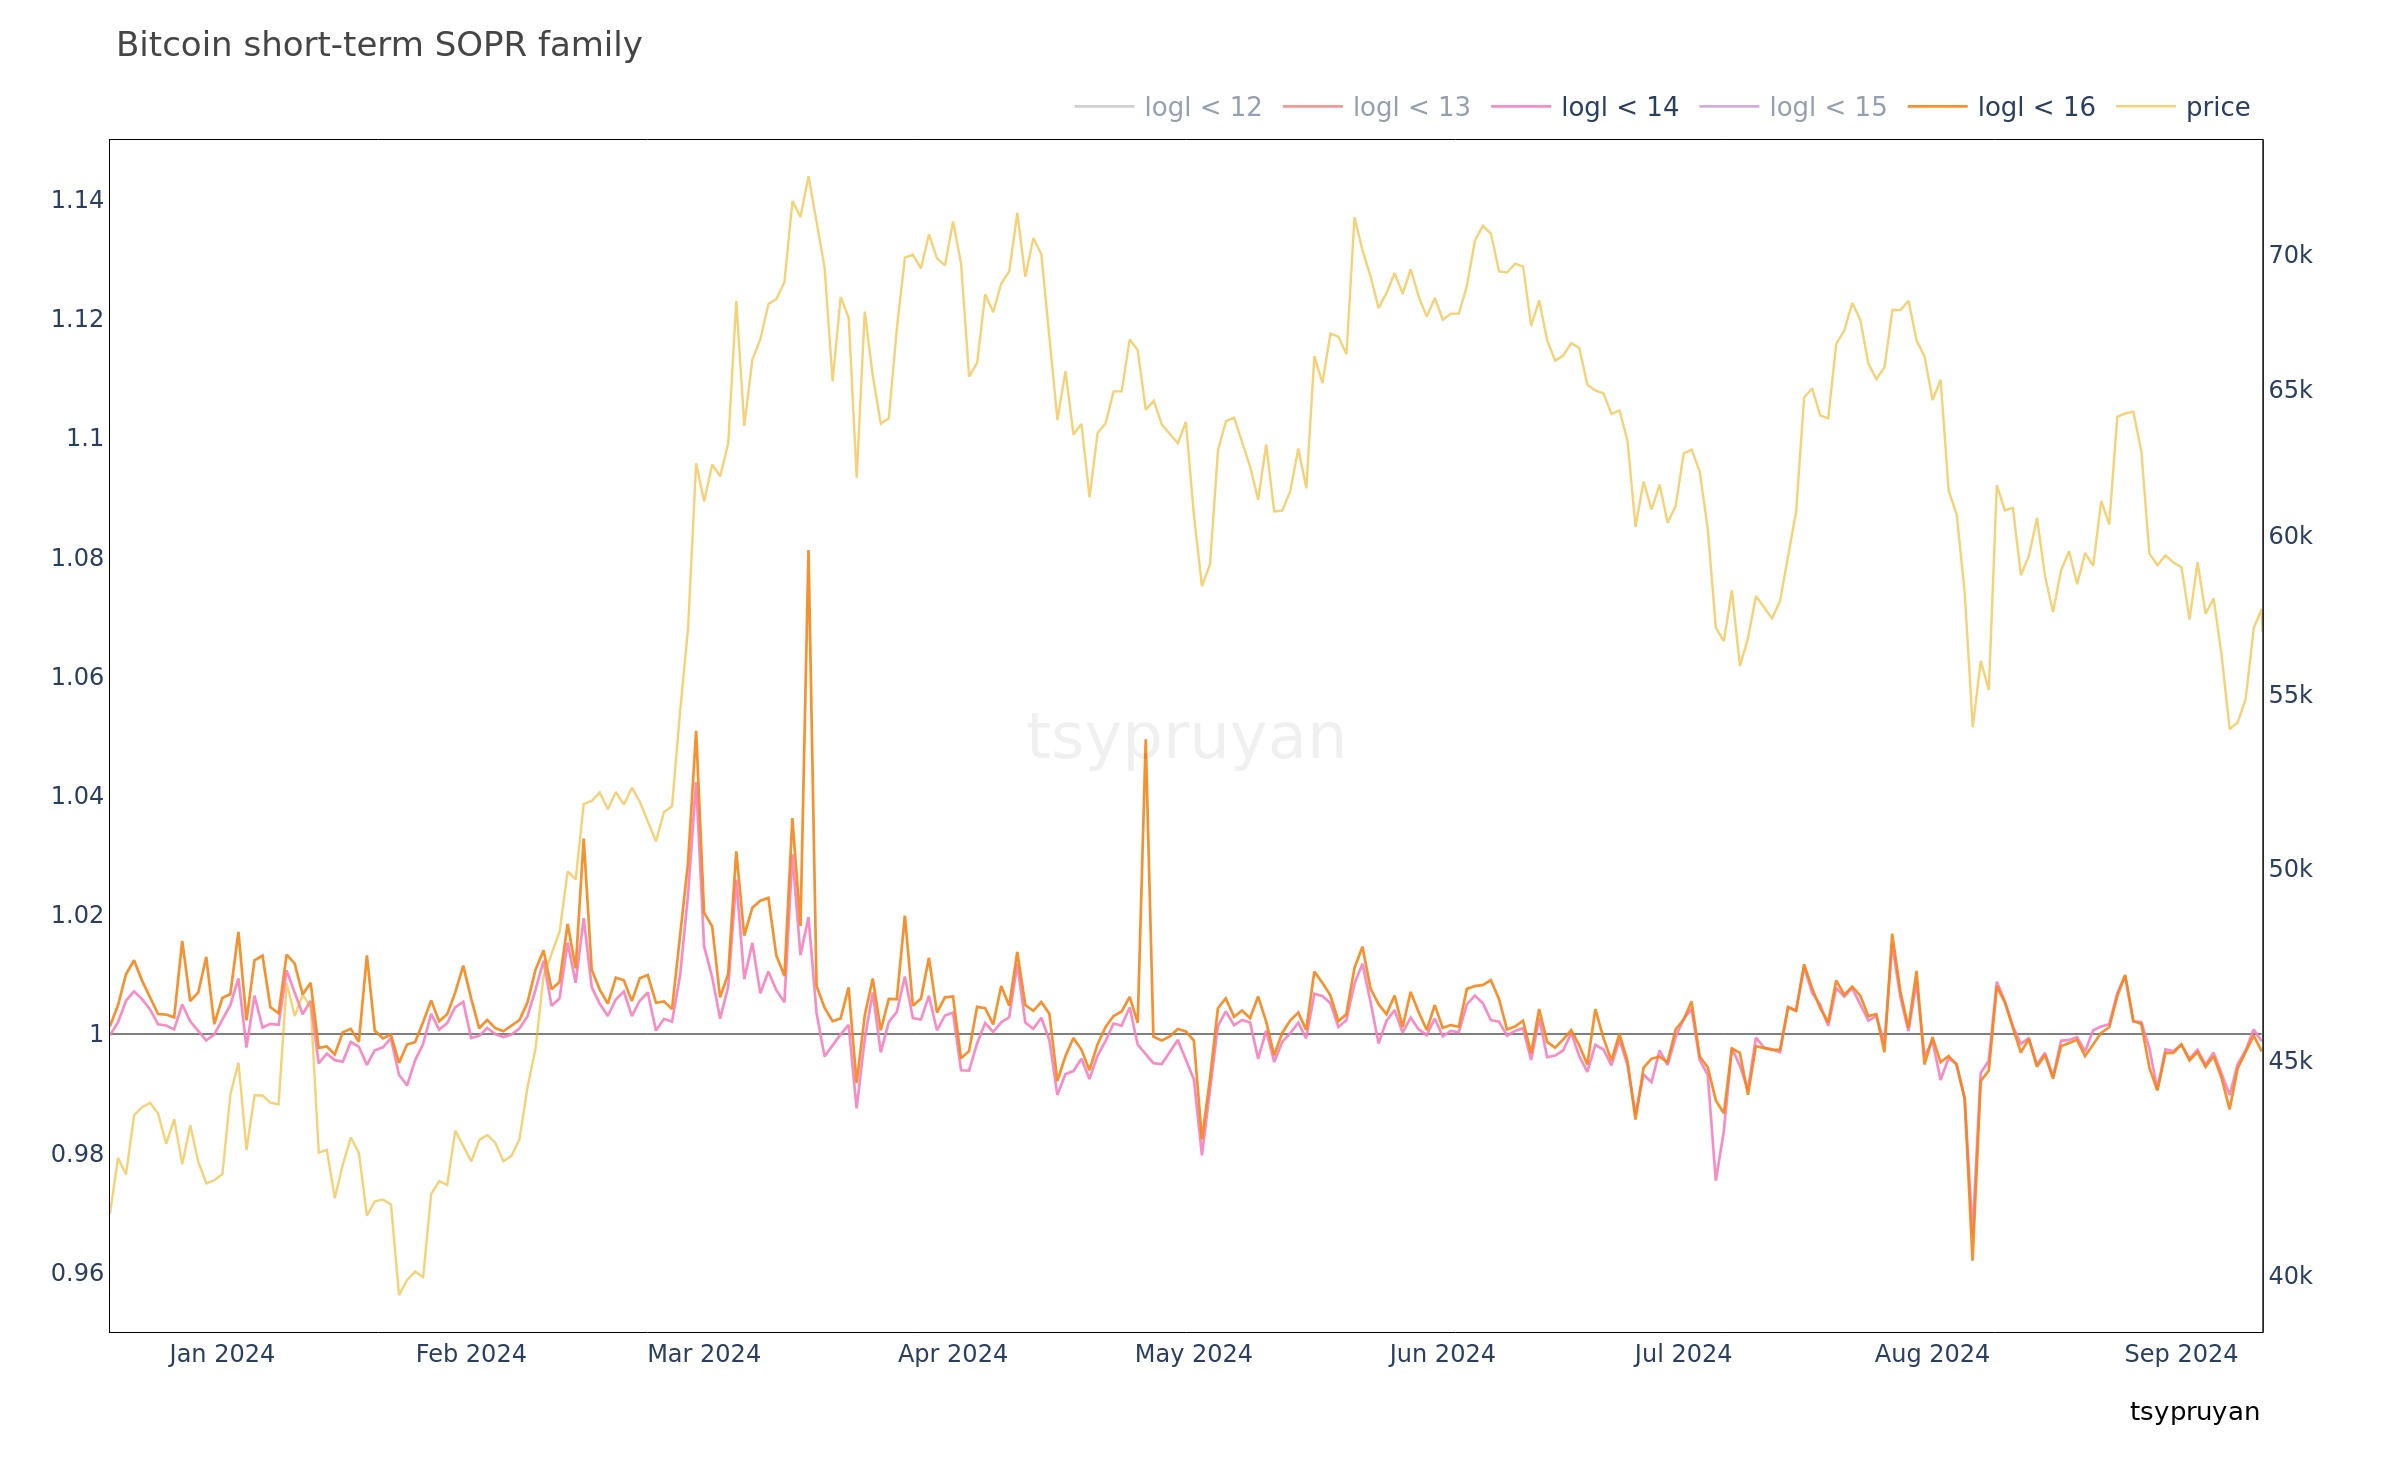 Bitcoin short-term SOPR family
logl < 12 logl < 13 logl < 14 logl < 15 logl < 16 price
1.14
1.12
1.1
1.08
1.06
1.04
1.02
1
0.98
0.96
70k
65k
60k
55k
50k
45k
40k
tsypruyan
Jan 2024 Feb 2024 Mar 2024 Apr 2024 May 2024 Jun 2024 Jul 2024 Aug 2024 Sep 2024
tsypruyan